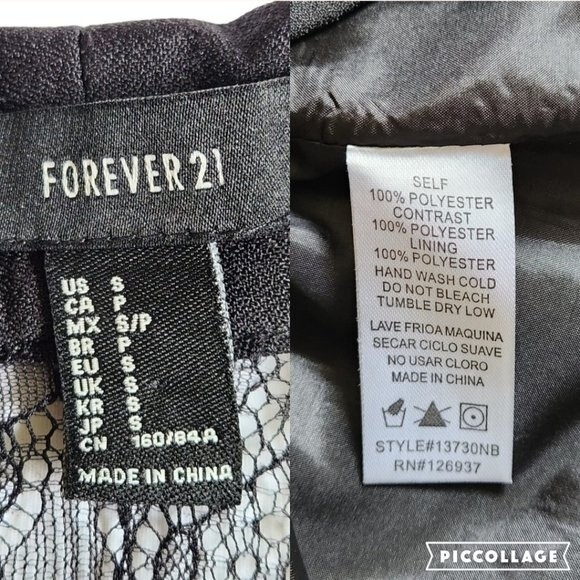 FOREVER 21
US S
CA P
MX S/P
BR P
EU S
UK S
KR S
JP S
CN 160/84A
MADE IN CHINA
SELF
100% POLYESTER
CONTRAST
100% POLYESTER
LINING
100% POLYESTER
HAND WASH COLD
DO NOT BLEACH
TUMBLE DRY LOW
LAVE FRIOA MAQUINA
SECAR CICLO SUAVE
NO USAR CLORO
MADE IN CHINA
STYLE#13730NB
RN#126937
PICCOLLAGE